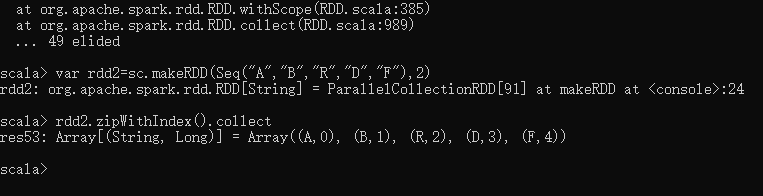 at org.apache.spark.rdd.RDD.withScope(RDD.scala:385)
at org.apache.spark.rdd.RDD.collect(RDD.scala:989)
... 49 elided
scala> var rdd2=sc.makeRDD(Seq("A","B","R","D","F"),2)
rdd2: org.apache.spark.rdd.RDD[String] = ParallelCollectionRDD[91] at makeRDD at <console>:24
scala> rdd2.zipWithIndex().collect
res53: Array[(String, Long)] = Array((A,0), (B,1), (R,2), (D,3), (F,4))
scala>